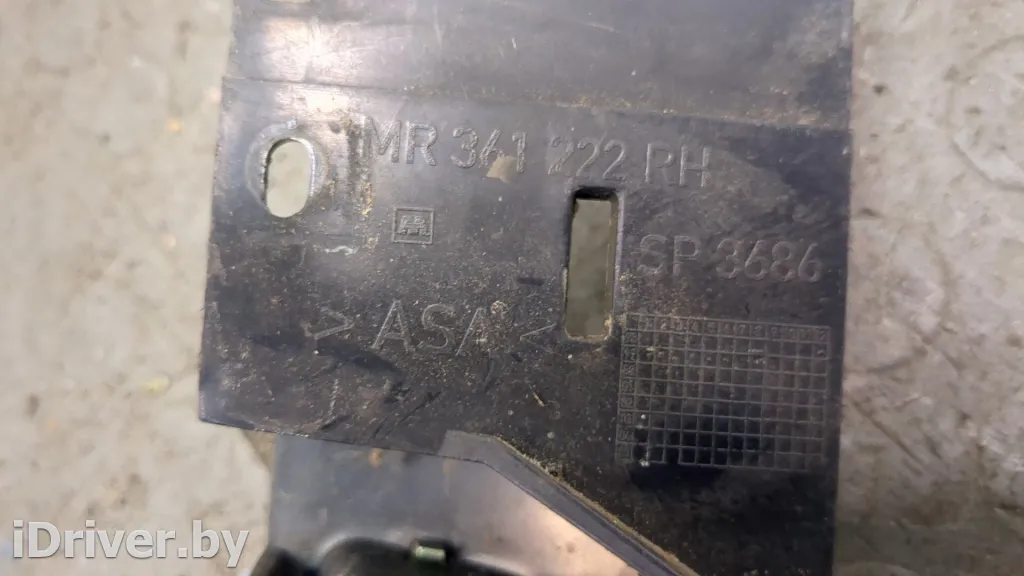 MR 361 222 RH
SP 3686
> ASA <
iDriver.by